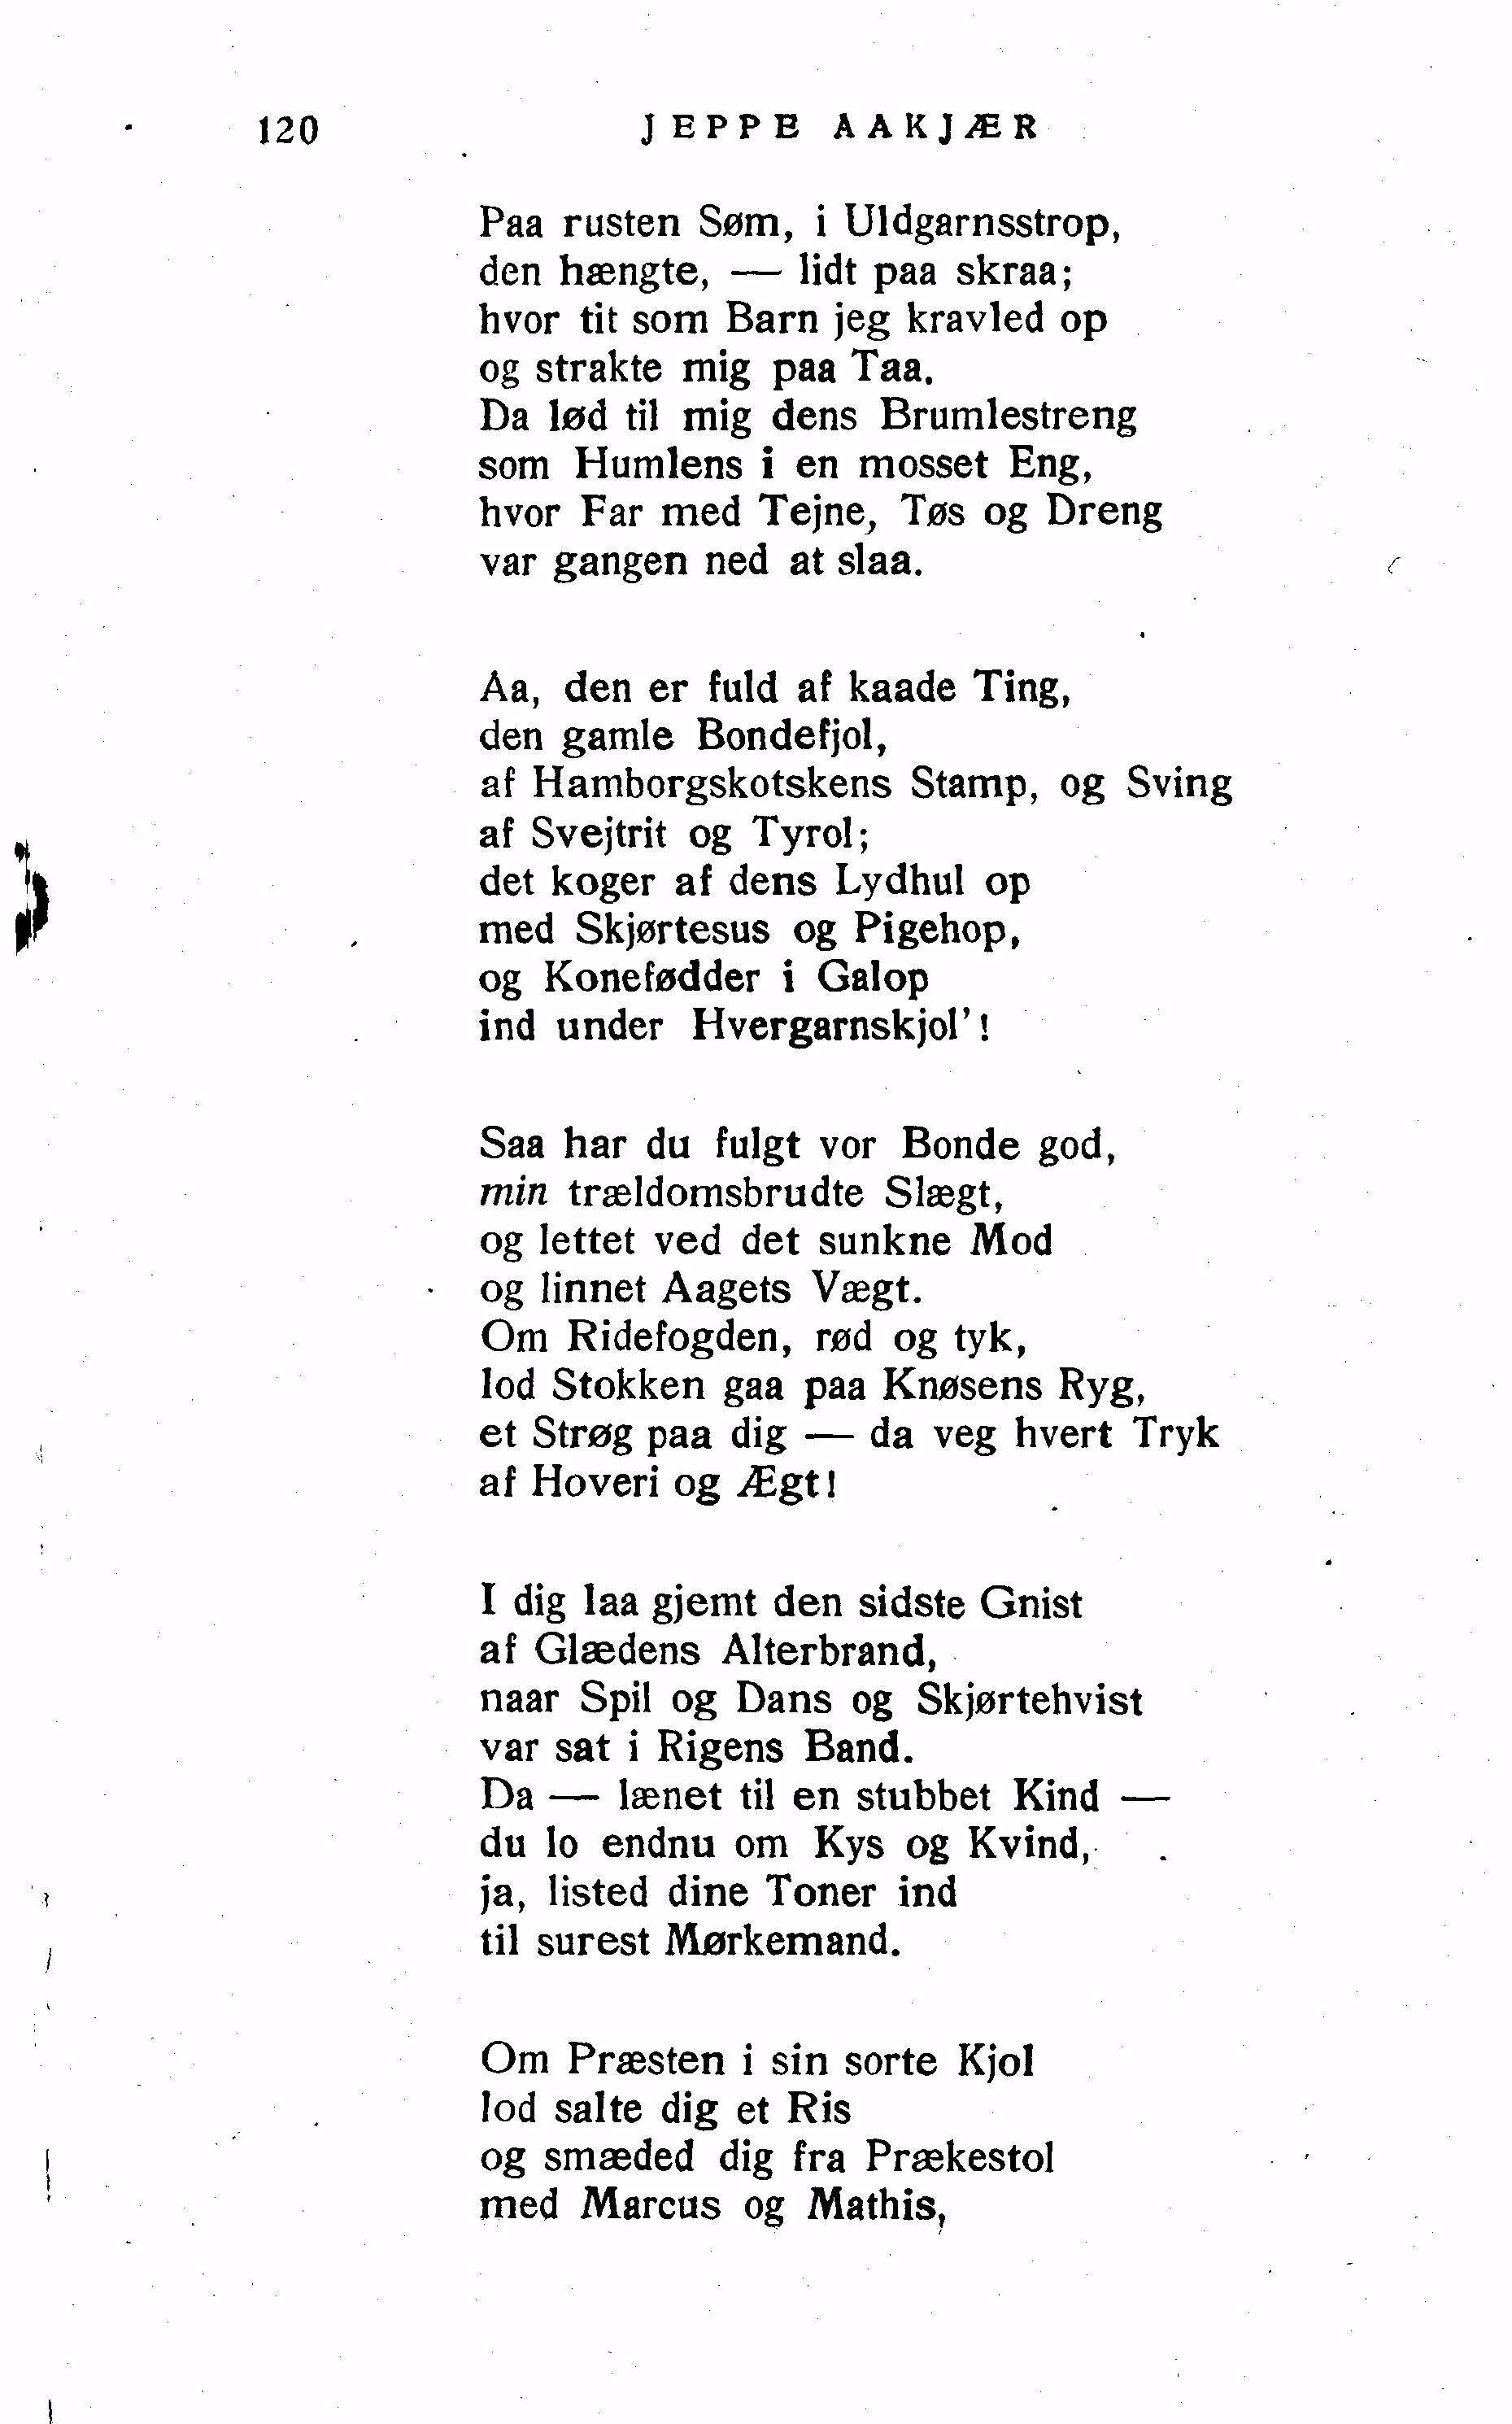 120 JEPPE AAKJÆR
Paa rusten Søm, i Uldgarnsstrop,
den hængte, — lidt paa skraa;
hvor tit som Barn jeg kravled op
og strakte mig paa Taa.
Da lød til mig dens Brumlestreng
som Humlens i en mosset Eng,
hvor Far med Tejne, Tøs og Dreng
var gangen ned at slaa.
Aa, den er fuld af kaade Ting,
den gamle Bondefjol,
af Hamborgskotskens Stamp, og Sving
af Svejtrit og Tyrol;
det koger af dens Lydhul op
med Skjørtesus og Pigehop,
og Konefødder i Galop
ind under Hvergarnskjol'!
Saa har du fulgt vor Bonde god,
min trældomsbrudte Slægt,
og lettet ved det sunkne Mod
og linnet Aagets Vægt.
Om Ridefogden, rød og tyk,
lod Stokken gaa paa Knøsens Ryg,
et Strøg paa dig — da veg hvert Tryk
af Hoveri og Ægt!
I dig laa gjemt den sidste Gnist
af Glædens Alterbrand,
naar Spil og Dans og Skjørtehvist
var sat i Rigens Band.
Da — lænet til en stubbet Kind —
du lo endnu om Kys og Kvind,
ja, listed dine Toner ind
til surest Mørkemand.
Om Præsten i sin sorte Kjol
lod salte dig et Ris
og smæded dig fra Prækestol
med Marcus og Mathis,